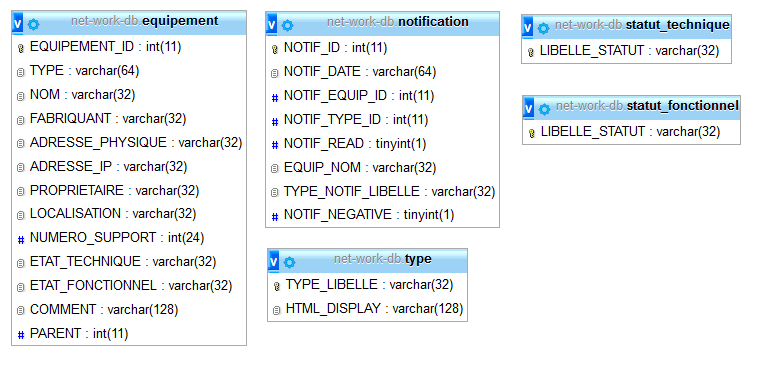 net-work-db.equipement
EQUIPEMENT_ID : int(11)
TYPE : varchar(64)
NOM : varchar(32)
FABRIQUANT : varchar(32)
ADRESSE_PHYSIQUE : varchar(32)
ADRESSE_IP : varchar(32)
PROPRIETAIRE : varchar(32)
LOCALISATION : varchar(32)
# NUMERO_SUPPORT : int(24)
ETAT_TECHNIQUE : varchar(32)
ETAT_FONCTIONNEL : varchar(32)
COMMENT : varchar(128)
# PARENT : int(11)
v net-work-db.notification
NOTIF_ID : int(11)
NOTIF_DATE : varchar(64)
# NOTIF_EQUIP_ID : int(11)
# NOTIF_TYPE_ID : int(11)
# NOTIF_READ : tinyint(1)
EQUIP_NOM : varchar(32)
TYPE_NOTIF_LIBELLE : varchar(32)
# NOTIF_NEGATIVE : tinyint(1)
v net-work-db.type
TYPE_LIBELLE : varchar(32)
HTML_DISPLAY : varchar(128)
v net-work-db.statut_technique
LIBELLE_STATUT : varchar(32)
v net-work-db.statut_fonctionnel
LIBELLE_STATUT : varchar(32)